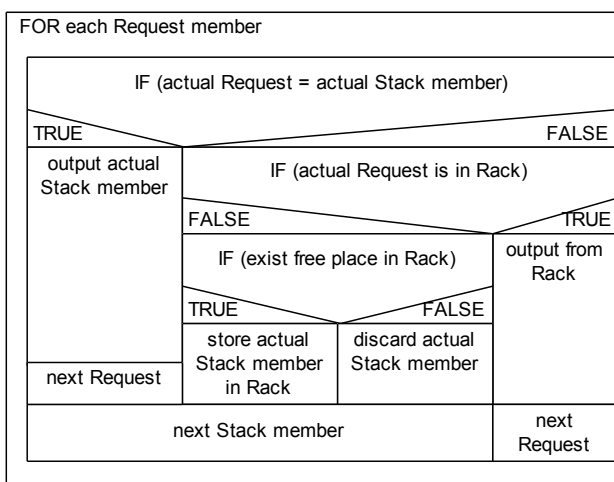 FOR each Request member
IF (actual Request = actual Stack member)
TRUE
FALSE
output actual
Stack member
IF (actual Request is in Rack)
FALSE
TRUE
IF (exist free place in Rack)
output from
Rack
TRUE
FALSE
store actual
Stack member
in Rack
discard actual
Stack member
next Request
next Stack member
next
Request